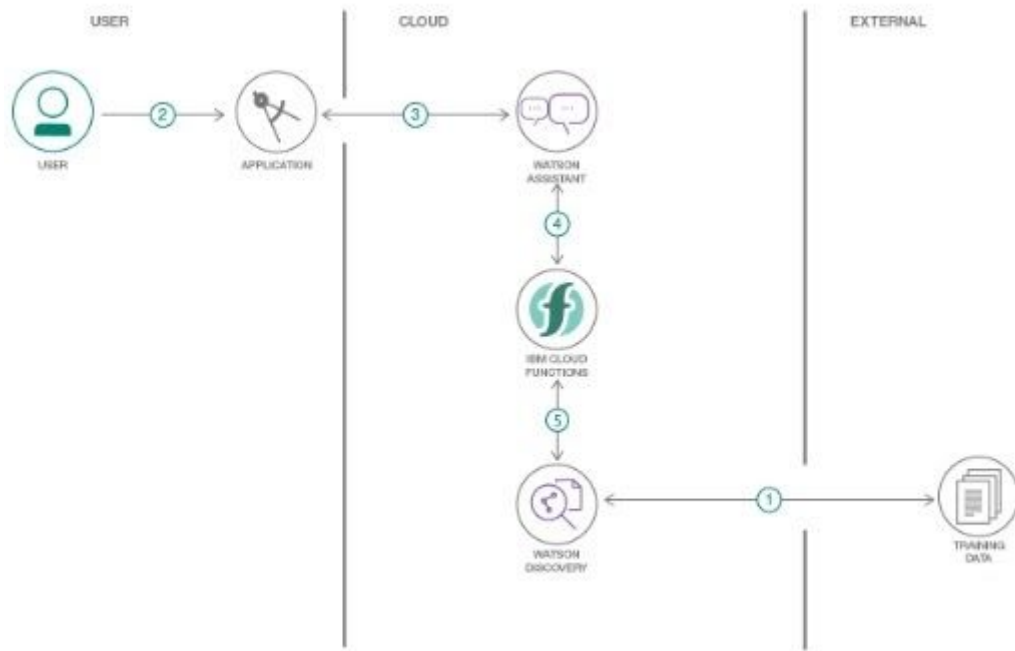 USER
CLOUD
EXTERNAL
2
3
USER
APPLICATION
WATSON
ASSISTANT
4
IBM CLOUD
FUNCTIONS
5
1
WATSON
DISCOVERY
TRAINING
DATA